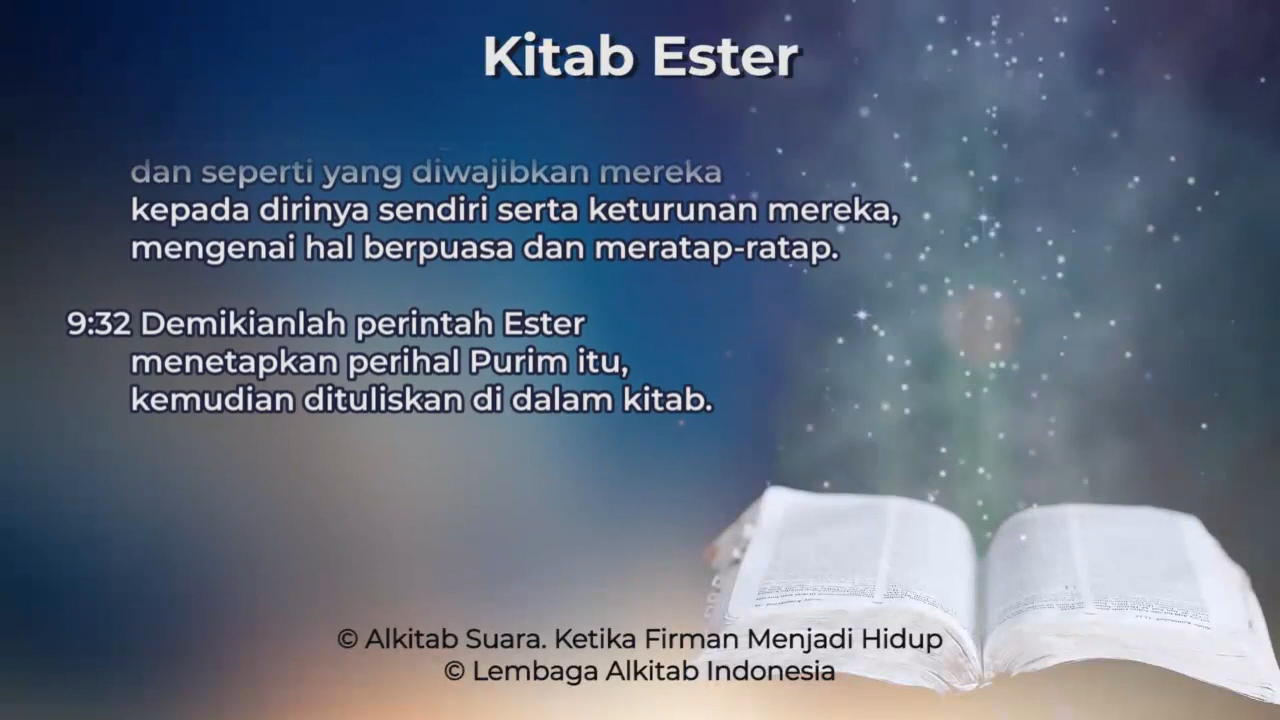 Kitab Ester
dan seperti yang diwajibkan mereka
kepada dirinya sendiri serta keturunan mereka,
mengenai hal berpuasa dan meratap-ratap.
9:32 Demikianlah perintah Ester
menetapkan perihal Purim itu,
kemudian dituliskan di dalam kitab.
© Alkitab Suara. Ketika Firman Menjadi Hidup
© Lembaga Alkitab Indonesia